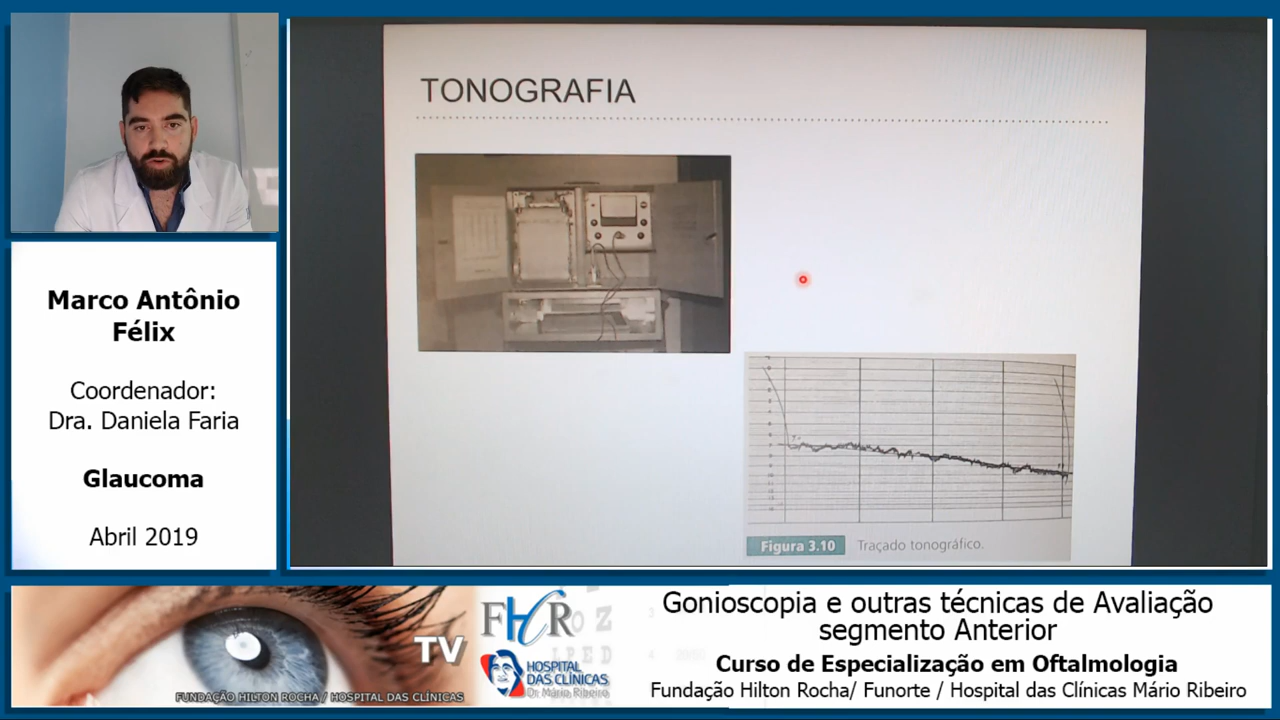 TONOGRAFIA
Figura 3.10 Traçado tonográfico.
Marco Antônio
Félix
Coordenador:
Dra. Daniela Faria
Glaucoma
Abril 2019
TV
FUNDAÇÃO HILTON ROCHA / HOSPITAL DAS CLÍNICAS
FHR
HOSPITAL
DAS CLÍNICAS
Dr. Mário Ribeiro
Gonioscopia e outras técnicas de Avaliação
segmento Anterior
Curso de Especialização em Oftalmologia
Fundação Hilton Rocha/ Funorte / Hospital das Clínicas Mário Ribeiro